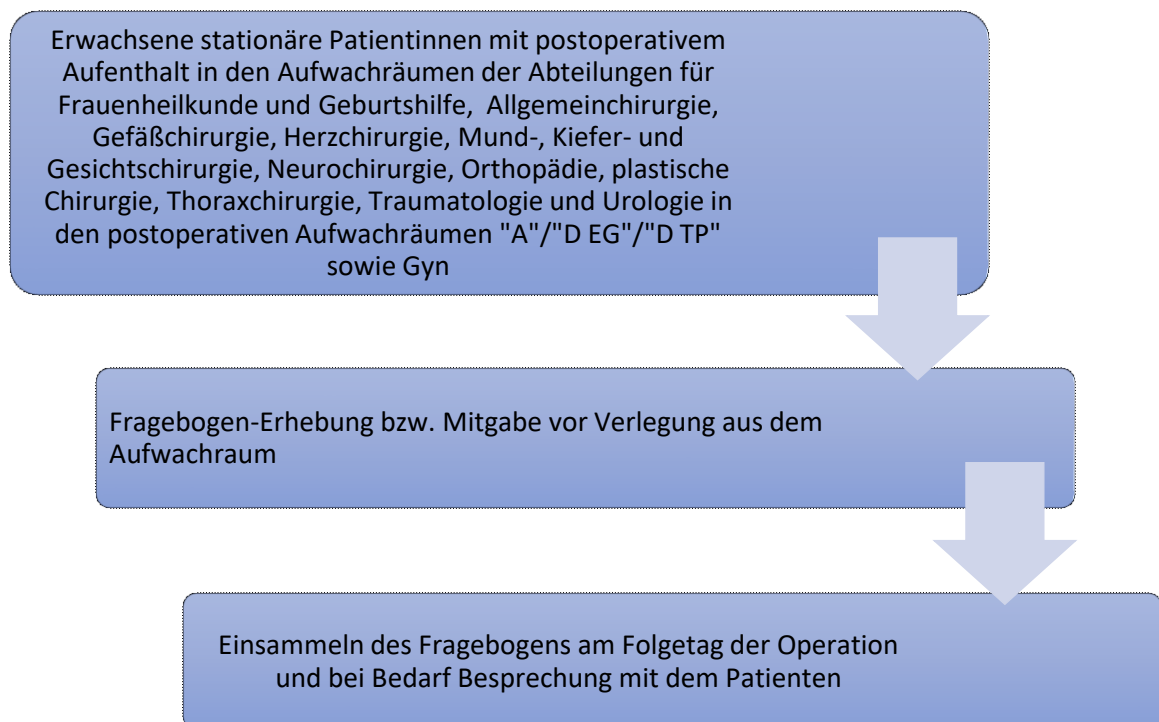 Erwachsene stationäre Patientinnen mit postoperativem
Aufenthalt in den Aufwachräumen der Abteilungen für
Frauenheilkunde und Geburtshilfe,  Allgemeinchirurgie,
Gefäßchirurgie, Herzchirurgie, Mund-, Kiefer- und
Gesichtschirurgie, Neurochirurgie, Orthopädie, plastische
Chirurgie, Thoraxchirurgie, Traumatologie und Urologie in
den postoperativen Aufwachräumen "A"/"D EG"/"D TP"
sowie Gyn
Fragebogen-Erhebung bzw. Mitgabe vor Verlegung aus dem
Aufwachraum
Einsammeln des Fragebogens am Folgetag der Operation
und bei Bedarf Besprechung mit dem Patienten